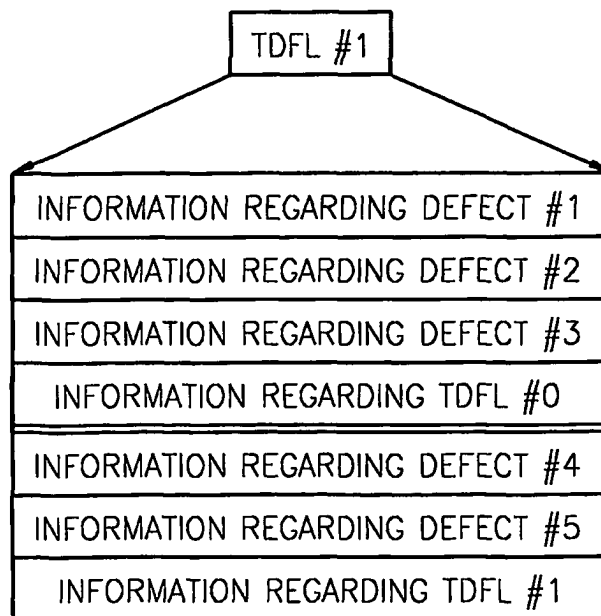 TDFL #1
INFORMATION REGARDING DEFECT #1
INFORMATION REGARDING DEFECT #2
INFORMATION REGARDING DEFECT #3
INFORMATION REGARDING TDFL #0
INFORMATION REGARDING DEFECT #4
INFORMATION REGARDING DEFECT #5
INFORMATION REGARDING TDFL #1